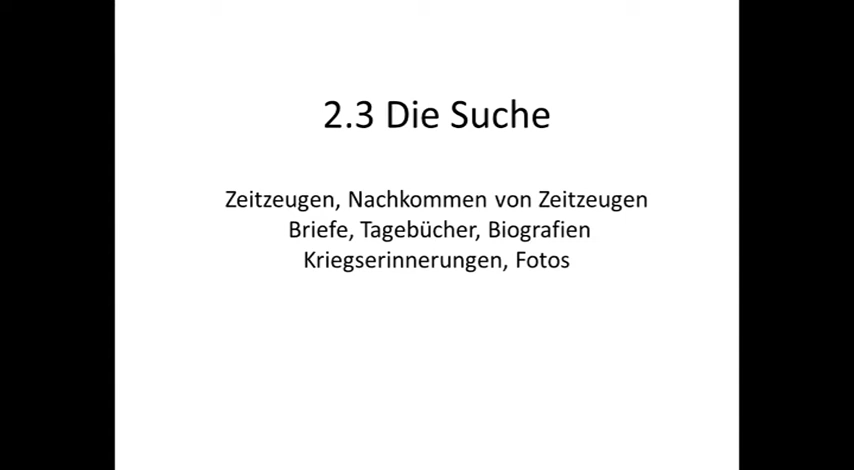 2.3 Die Suche
Zeitzeugen, Nachkommen von Zeitzeugen
Briefe, Tagebücher, Biografien
Kriegserinnerungen, Fotos